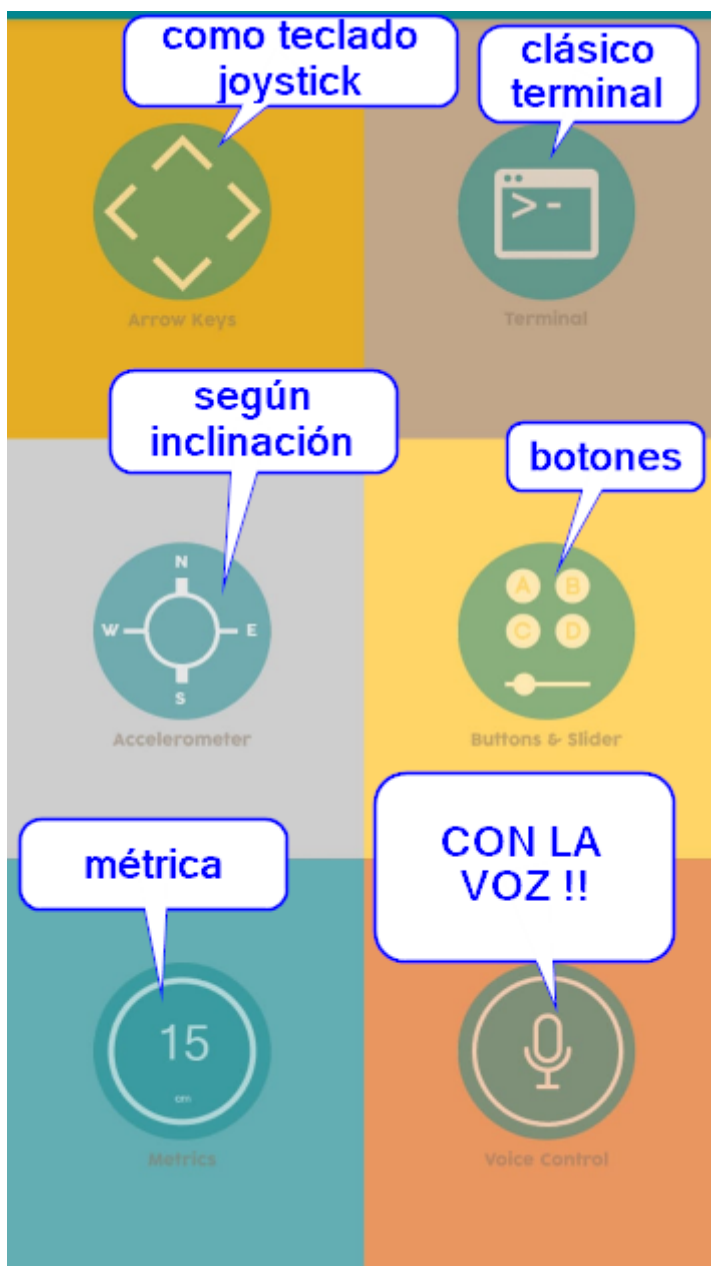 como teclado
joystick
clásico
terminal
>-
Arrow Keys
Terminal
según
inclinación
botones
N
W
E
S
A B
C D
Accelerometer
Buttons & Slider
métrica
CON LA
VOZ !!
15
cm
Metrics
Voice Control